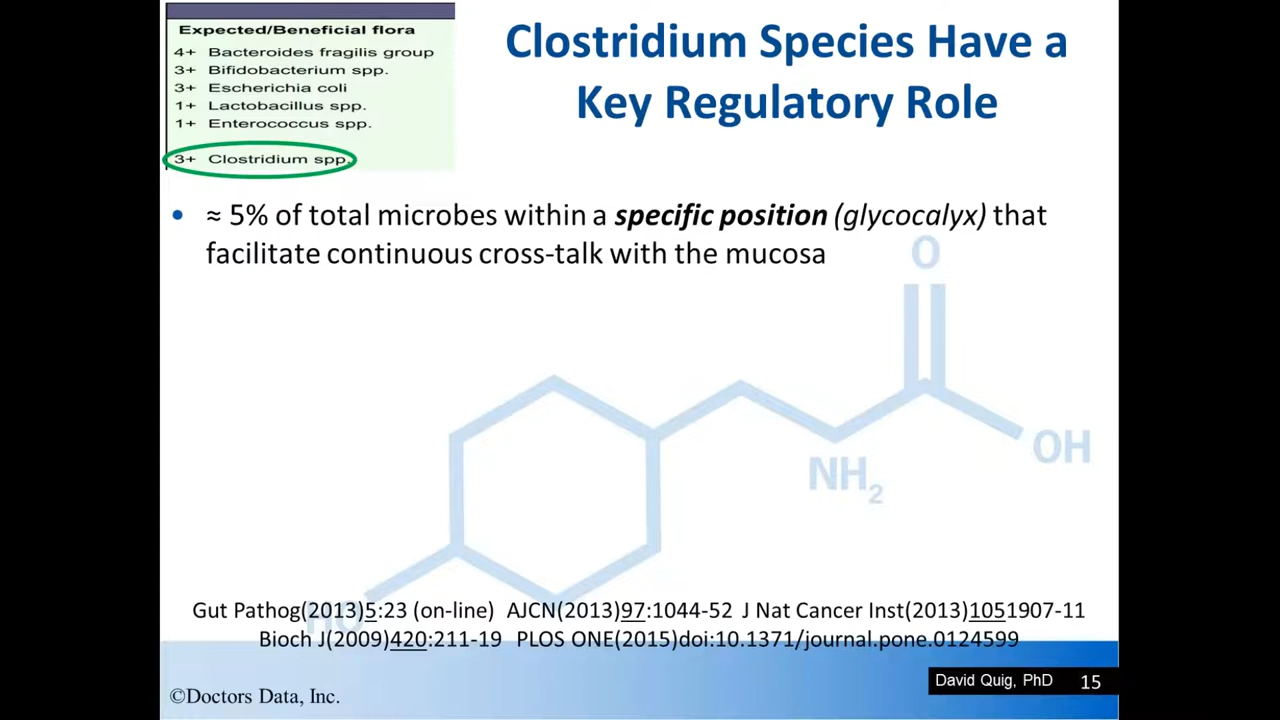 Expected/Beneficial flora
4+ Bacteroides fragilis group
3+ Bifidobacterium spp.
3+ Escherichia coli
1+ Lactobacillus spp.
1+ Enterococcus spp.
3+ Clostridium spp.
Clostridium Species Have a
Key Regulatory Role
• ≈ 5% of total microbes within a specific position (glycocalyx) that
facilitate continuous cross-talk with the mucosa
O
OH
NH₂
HO
Gut Pathog(2013)5:23 (on-line) AJCN(2013)97:1044-52 J Nat Cancer Inst(2013)1051907-11
Bioch J(2009)420:211-19 PLOS ONE(2015)doi:10.1371/journal.pone.0124599
©Doctors Data, Inc.
David Quig, PhD 15